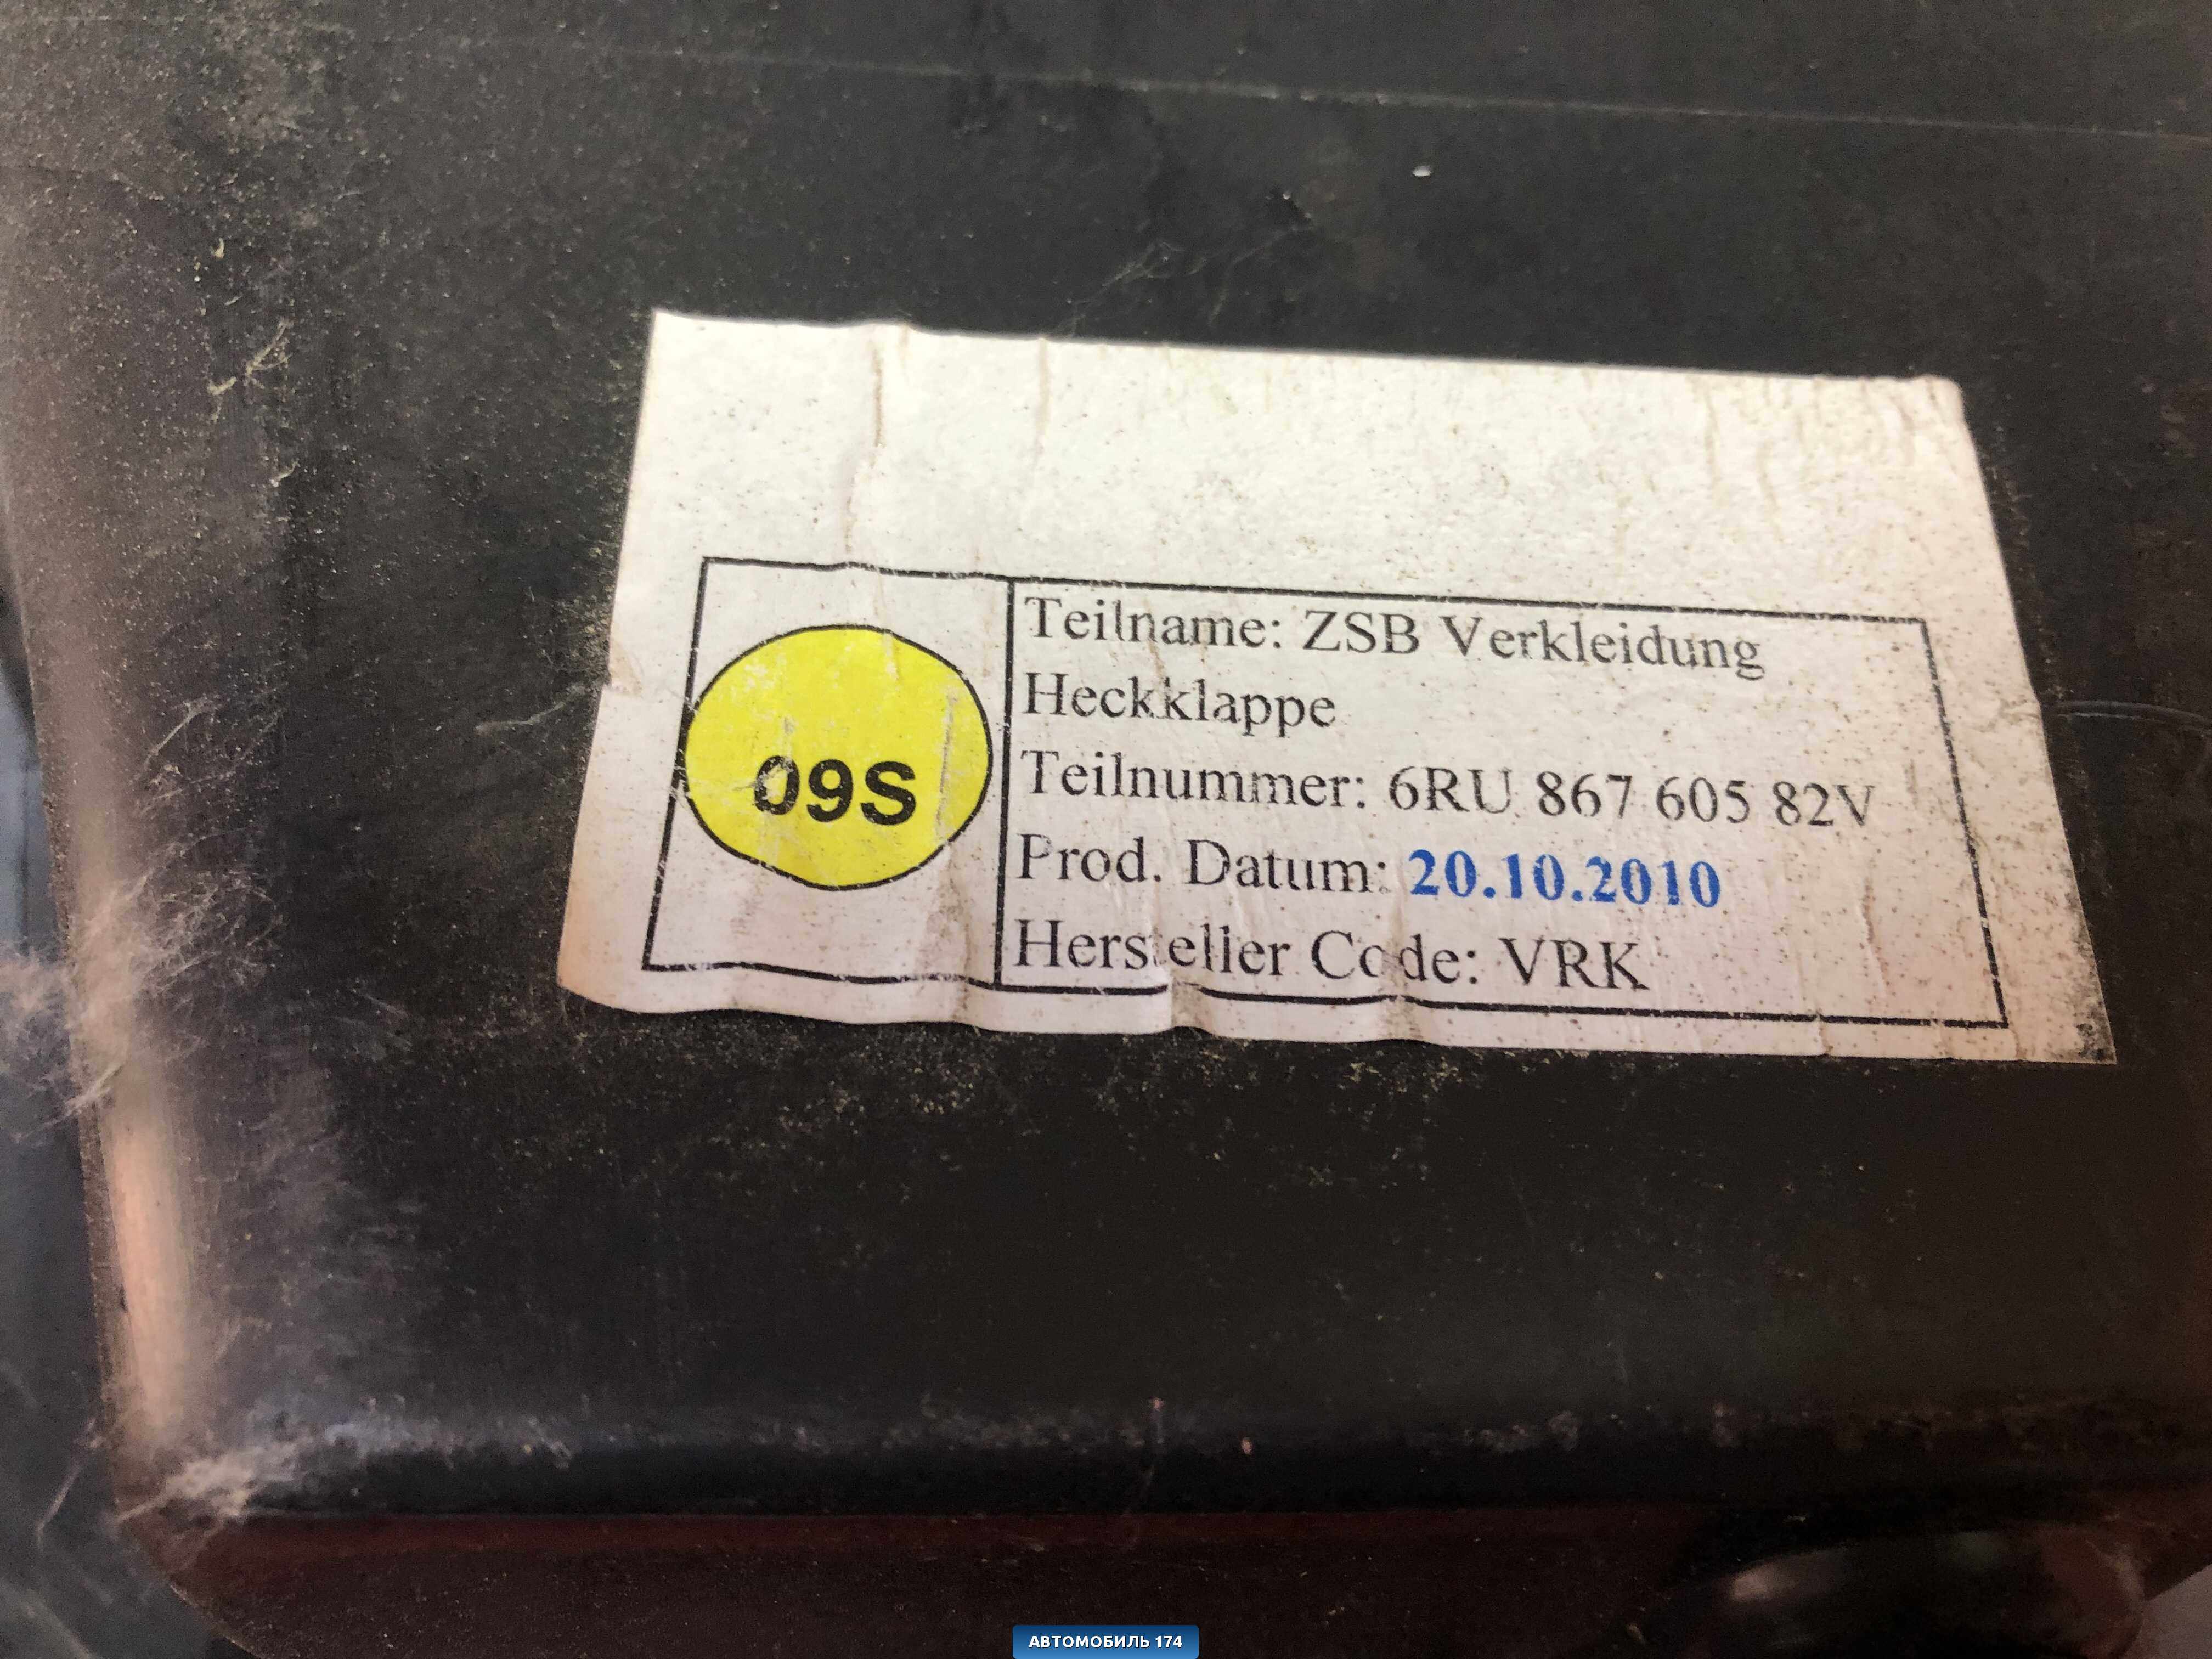 09S
Teilname: ZSB Verkleidung
Heckklappe
Teilnummer: 6RU 867 605 82V
Prod. Datum: 20.10.2010
Hersteller Code: VRK
АВТОМОБИЛЬ 174